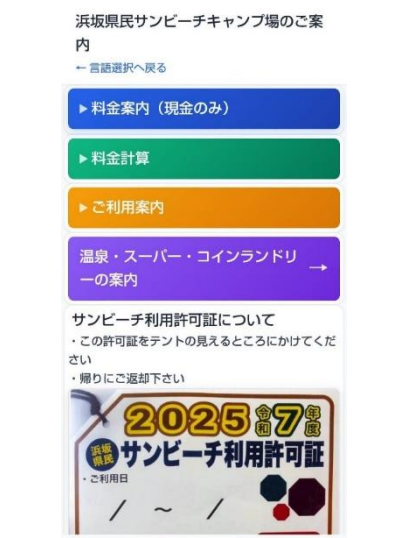 浜坂県民サンビーチキャンプ場のご案
内
← 言語選択へ戻る
▶料金案内（現金のみ）
▶料金計算
▶ご利用案内
温泉・スーパー・コインランドリ
ーの案内 →
サンビーチ利用許可証について
・この許可証をテントの見えるところにかけてくだ
さい
・帰りにご返却下さい
2025令和7年度
浜坂県民サンビーチ利用許可証
・ご利用日
/ ～ /